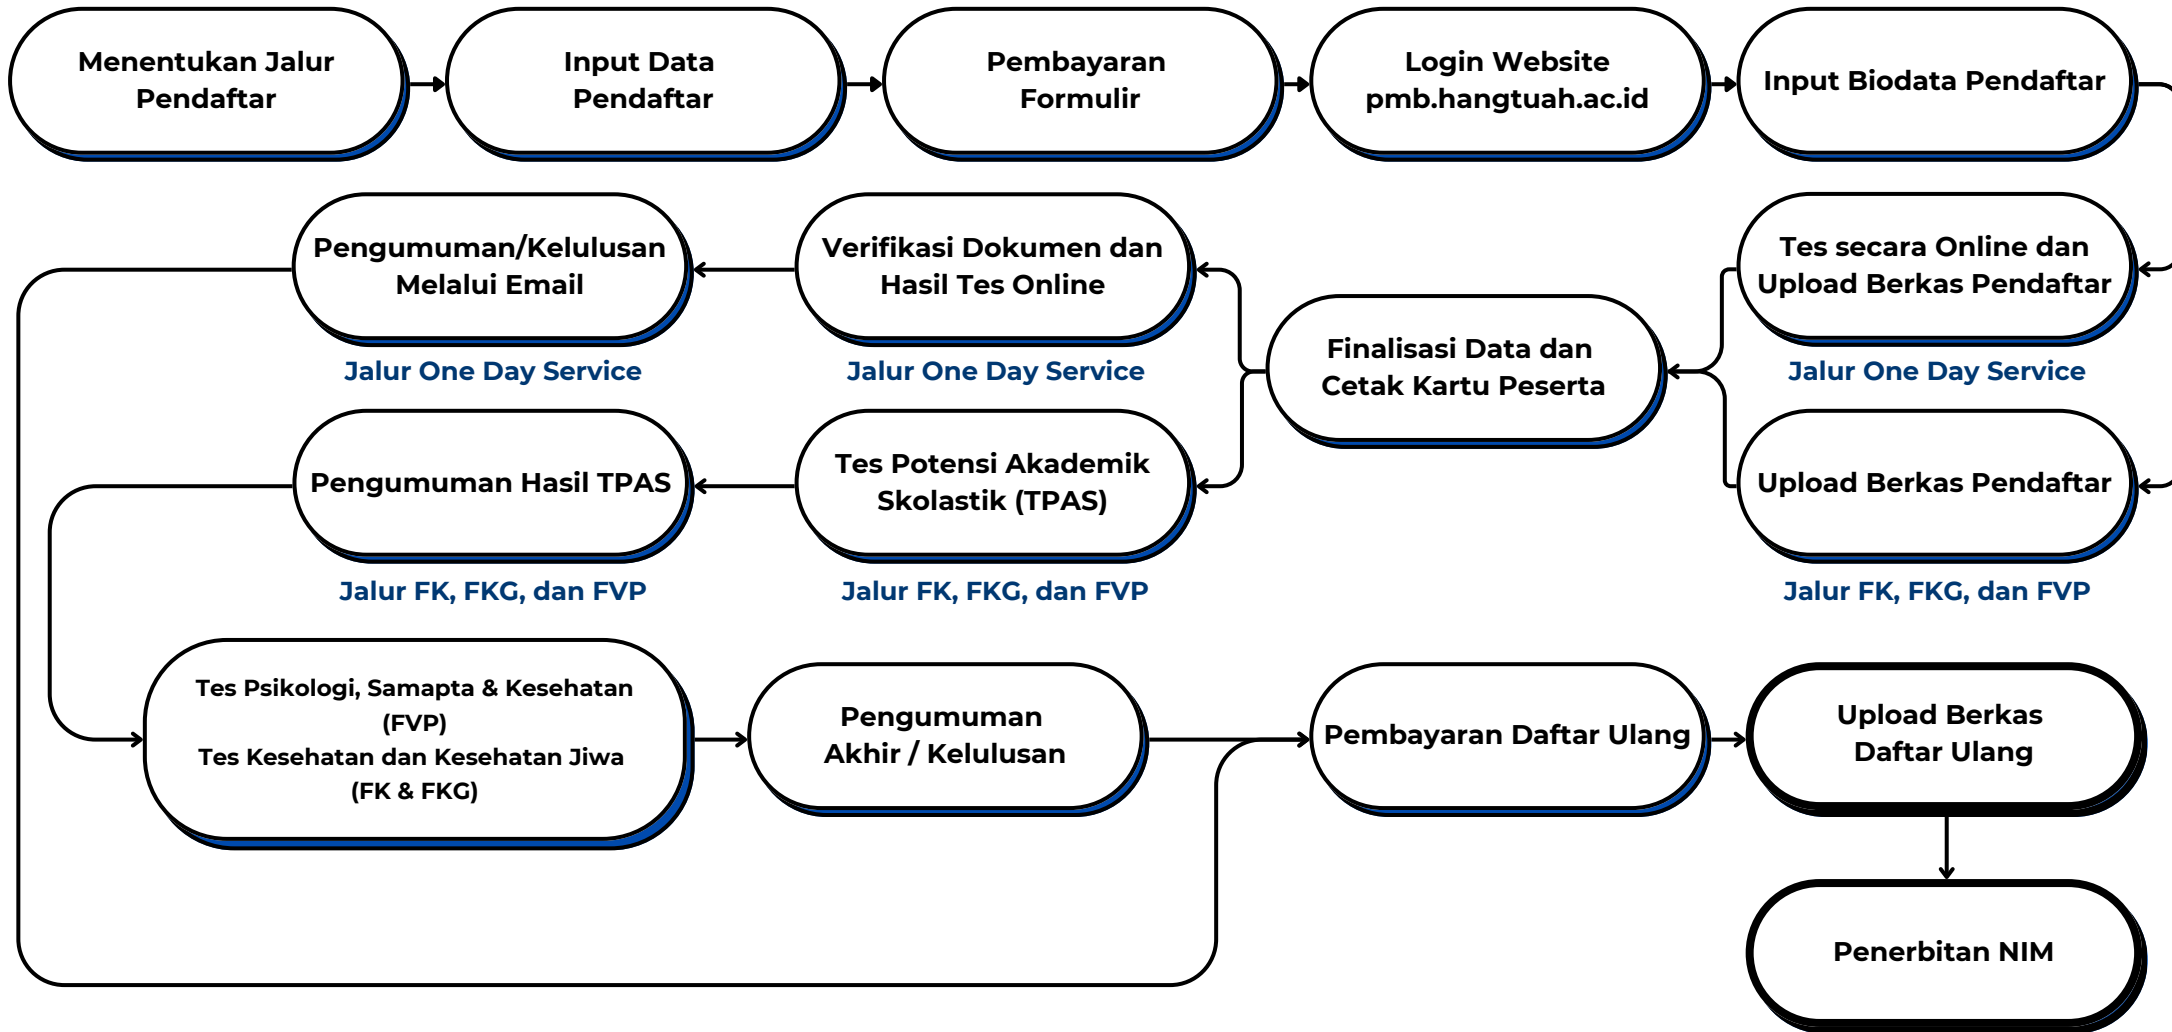 Menentukan Jalur
Pendaftar
Input Data
Pendaftar
Pembayaran
Formulir
Login Website
pmb.hangtuah.ac.id
Input Biodata Pendaftar
Tes secara Online dan
Upload Berkas Pendaftar
Jalur One Day Service
Upload Berkas Pendaftar
Jalur FK, FKG, dan FVP
Finalisasi Data dan
Cetak Kartu Peserta
Verifikasi Dokumen dan
Hasil Tes Online
Jalur One Day Service
Pengumuman/Kelulusan
Melalui Email
Jalur One Day Service
Tes Potensi Akademik
Skolastik (TPAS)
Jalur FK, FKG, dan FVP
Pengumuman Hasil TPAS
Jalur FK, FKG, dan FVP
Tes Psikologi, Samapta & Kesehatan
(FVP)
Tes Kesehatan dan Kesehatan Jiwa
(FK & FKG)
Pengumuman
Akhir / Kelulusan
Pembayaran Daftar Ulang
Upload Berkas
Daftar Ulang
Penerbitan NIM